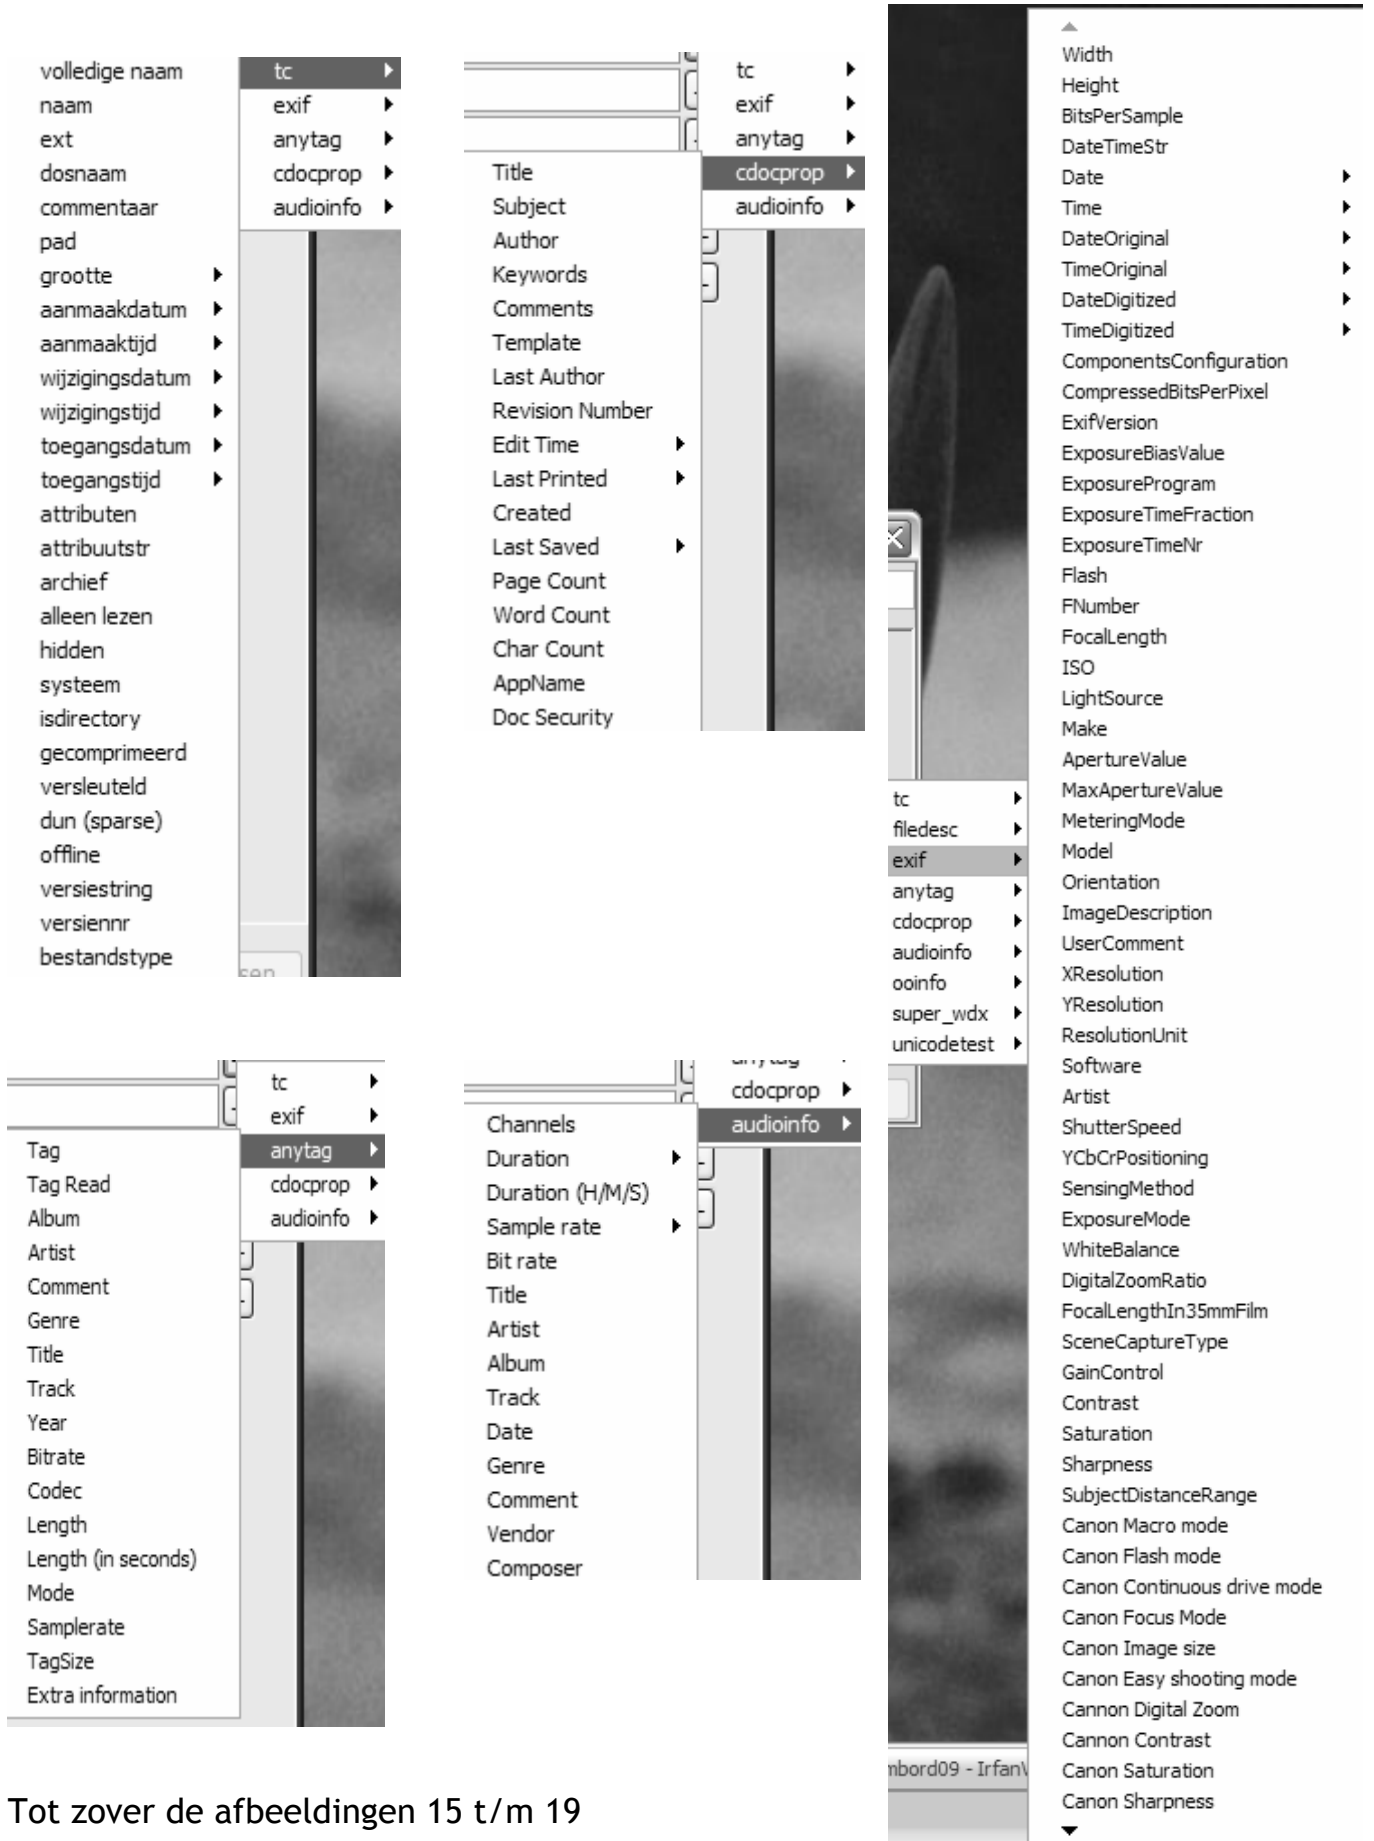 volledige naam
naam
ext
dosnaam
commentaar
pad
grootte
aanmaakdatum
aanmaaktijd
wijzigingsdatum
wijzigingstijd
toegangsdatum
toegangstijd
attributen
attribuutstr
archief
alleen lezen
hidden
systeem
isdirectory
gecomprimeerd
versleuteld
dun (sparse)
offline
versiestring
versiennr
bestandstype
tc
exif
anytag
cdocprop
audioinfo
tc
exif
anytag
cdocprop
audioinfo
Title
Subject
Author
Keywords
Comments
Template
Last Author
Revision Number
Edit Time
Last Printed
Created
Last Saved
Page Count
Word Count
Char Count
AppName
Doc Security
tc
exif
anytag
cdocprop
audioinfo
Tag
Tag Read
Album
Artist
Comment
Genre
Title
Track
Year
Bitrate
Codec
Length
Length (in seconds)
Mode
Samplerate
TagSize
Extra information
anytag
cdocprop
audioinfo
Channels
Duration
Duration (H/M/S)
Sample rate
Bit rate
Title
Artist
Album
Track
Date
Genre
Comment
Vendor
Composer
tc
filedesc
exif
anytag
cdocprop
audioinfo
ooinfo
super_wdx
unicodetest
Width
Height
BitsPerSample
DateTimeStr
Date
Time
DateOriginal
TimeOriginal
DateDigitized
TimeDigitized
ComponentsConfiguration
CompressedBitsPerPixel
ExifVersion
ExposureBiasValue
ExposureProgram
ExposureTimeFraction
ExposureTimeNr
Flash
FNumber
FocalLength
ISO
LightSource
Make
ApertureValue
MaxApertureValue
MeteringMode
Model
Orientation
ImageDescription
UserComment
XResolution
YResolution
ResolutionUnit
Software
Artist
ShutterSpeed
YCbCrPositioning
SensingMethod
ExposureMode
WhiteBalance
DigitalZoomRatio
FocalLengthIn35mmFilm
SceneCaptureType
GainControl
Contrast
Saturation
Sharpness
SubjectDistanceRange
Canon Macro mode
Canon Flash mode
Canon Continuous drive mode
Canon Focus Mode
Canon Image size
Canon Easy shooting mode
Cannon Digital Zoom
Cannon Contrast
Canon Saturation
Canon Sharpness
mbord09 - Irfan
Tot zover de afbeeldingen 15 t/m 19